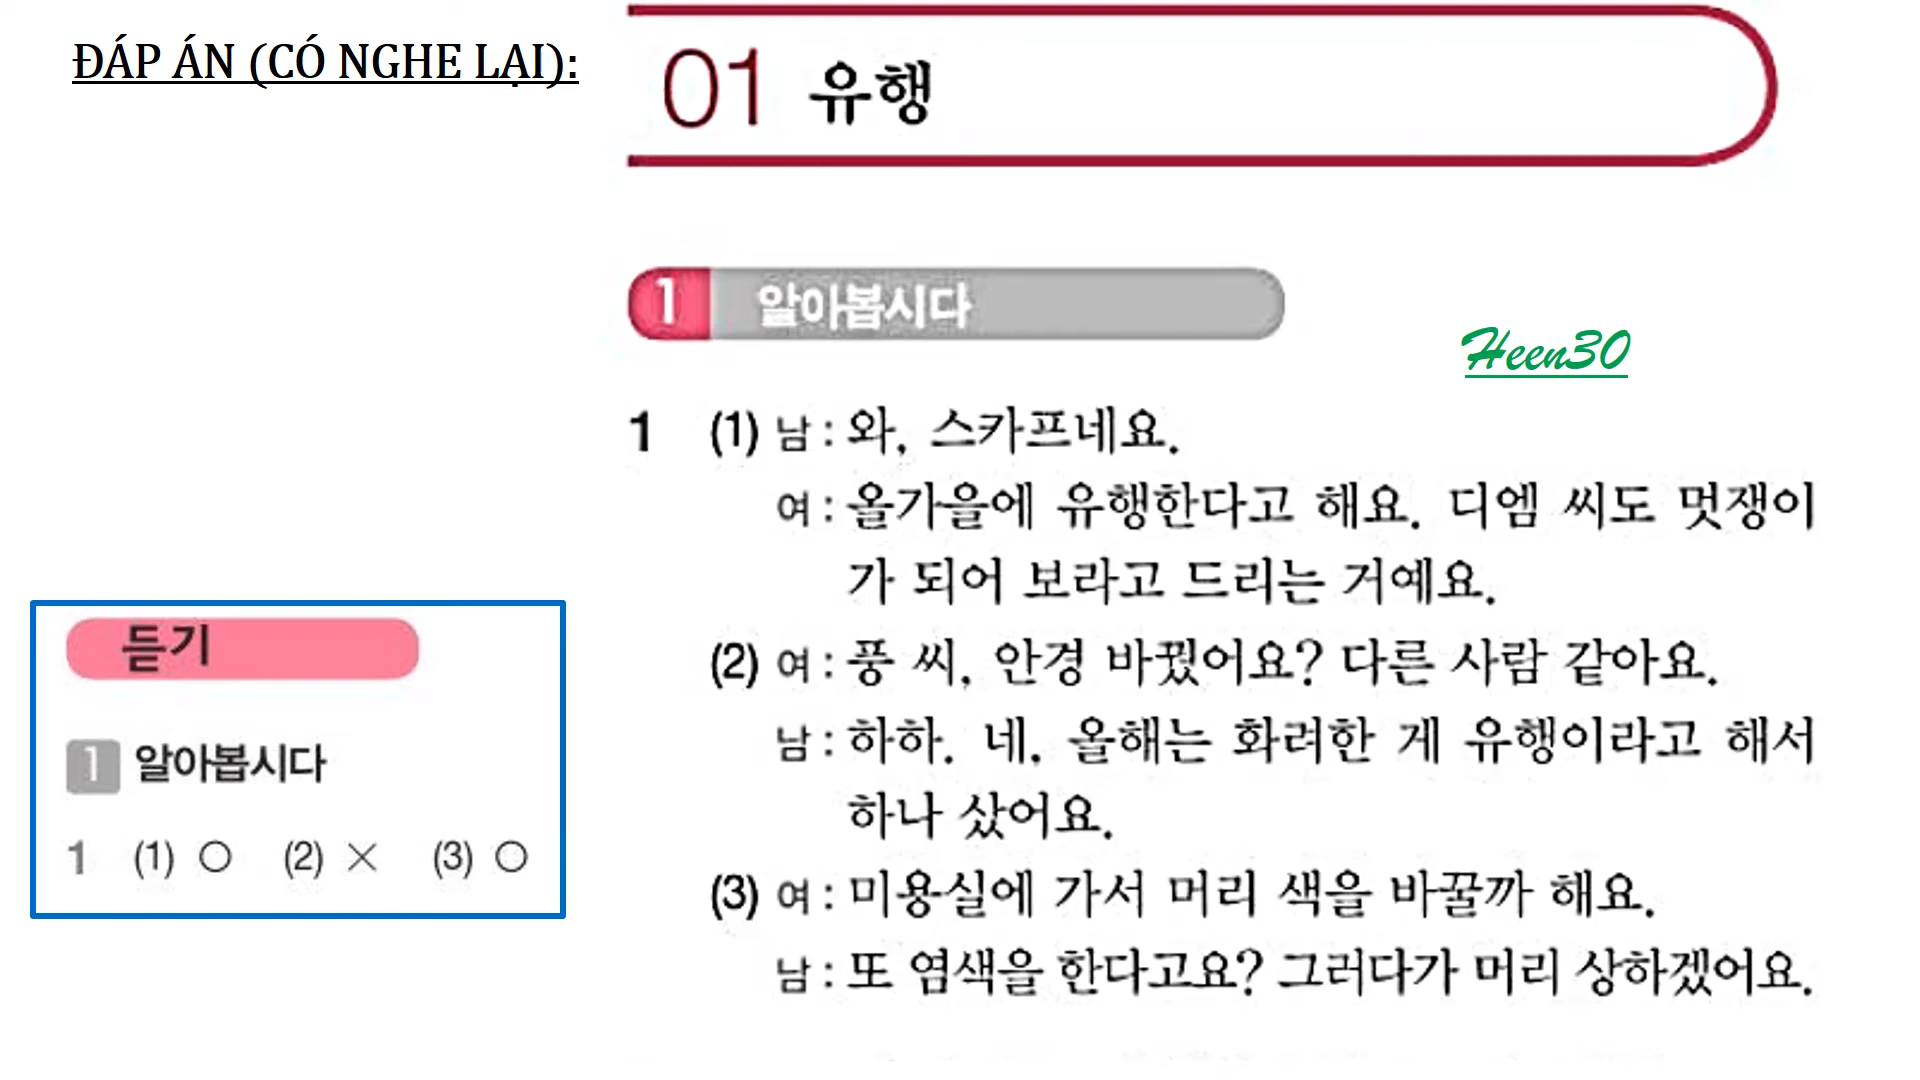 ĐÁP ÁN (CÓ NGHE LẠI):
01 유행
1 알아봅시다
Heen30
1 (1) 남 : 와, 스카프네요.
여 : 올가을에 유행한다고 해요. 디엠 씨도 멋쟁이
가 되어 보라고 드리는 거예요.
(2) 여 : 풍 씨, 안경 바꿨어요? 다른 사람 같아요.
남 : 하하. 네. 올해는 화려한 게 유행이라고 해서
하나 샀어요.
(3) 여 : 미용실에 가서 머리 색을 바꿀까 해요.
남 : 또 염색을 한다고요? 그러다가 머리 상하겠어요.
듣기
1 알아봅시다
1 (1) ○ (2) × (3) ○